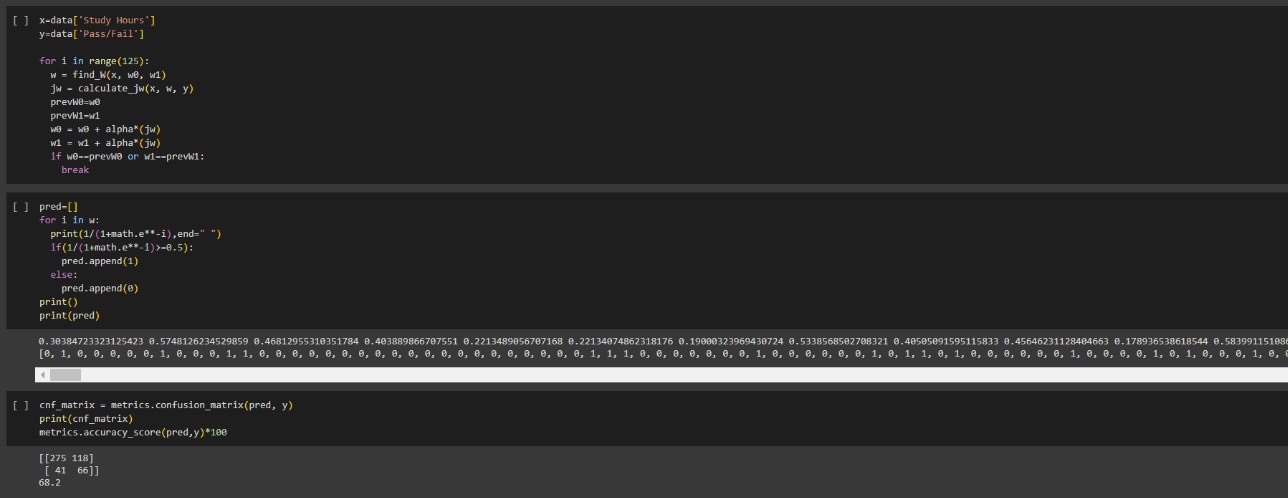 [ ] x=data['Study Hours']
y=data['Pass/Fail']
for i in range(125):
w = find_W(x, w0, w1)
jw = calculate_jw(x, w, y)
prevW0=w0
prevW1=w1
w0 = w0 + alpha*(jw)
w1 = w1 + alpha*(jw)
if w0==prevW0 or w1==prevW1:
break
[ ] pred=[]
for i in w:
print(1/(1+math.e**-i),end=" ")
if(1/(1+math.e**-i)>=0.5):
pred.append(1)
else:
pred.append(0)
print()
print(pred)
0.30384723323125423 0.5748126234529859 0.46812955310351784 0.403889866707551 0.2213489056707168 0.22134074862318176 0.19000323969430724 0.5338568502708321 0.40505091595115833 0.45646231128404663 0.178936538618544 0.58399115108
[0, 1, 0, 0, 0, 0, 0, 1, 0, 0, 0, 1, 1, 0, 0, 0, 0, 0, 0, 0, 0, 0, 0, 0, 0, 0, 0, 0, 0, 0, 1, 1, 1, 0, 0, 0, 0, 0, 0, 0, 0, 0, 0, 1, 0, 1, 1, 0, 1, 0, 0, 0, 0, 0, 0, 1, 0, 0, 0, 0, 1, 0, 1, 0, 0, 0, 1, 0, 0,
[ ] cnf_matrix = metrics.confusion_matrix(pred, y)
print(cnf_matrix)
metrics.accuracy_score(pred,y)*100
[[275 118]
[ 41 66]]
68.2